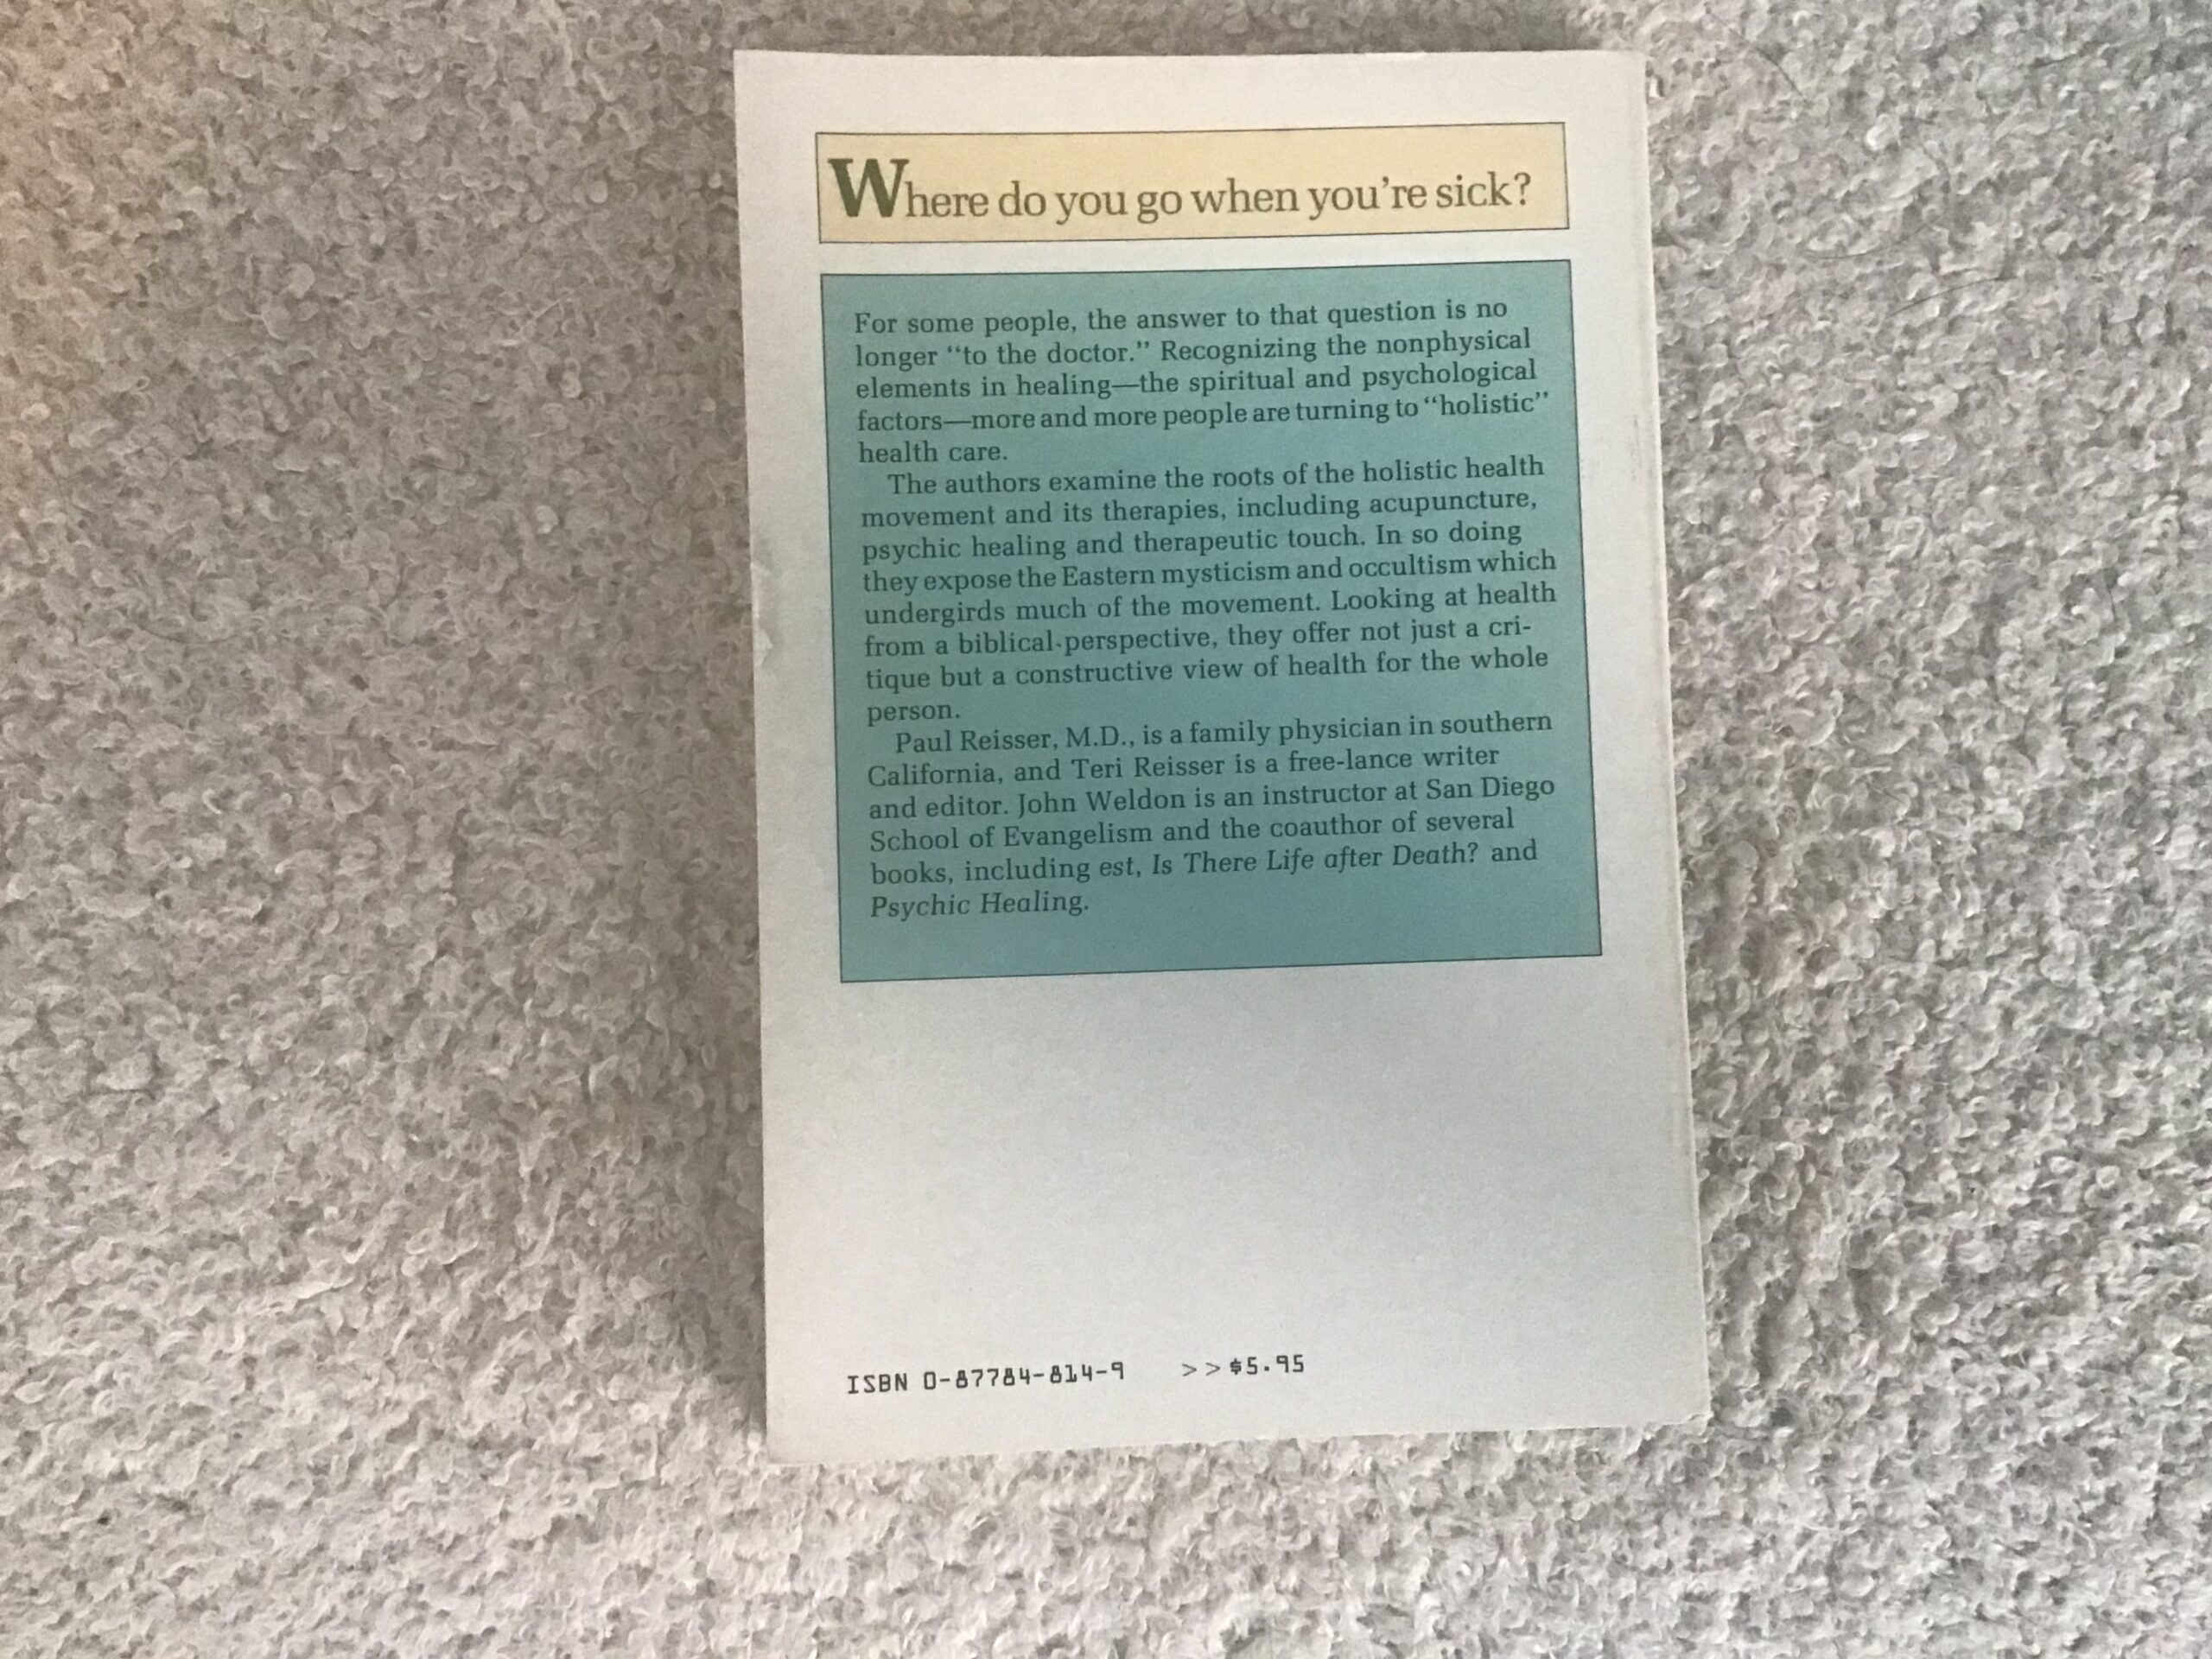 Where do you go when you're sick?
For some people, the answer to that question is no
longer “to the doctor.” Recognizing the nonphysical
elements in healing—the spiritual and psychological
factors—more and more people are turning to “holistic”
health care.
The authors examine the roots of the holistic health
movement and its therapies, including acupuncture,
psychic healing and therapeutic touch. In so doing
they expose the Eastern mysticism and occultism which
undergirds much of the movement. Looking at health
from a biblical perspective, they offer not just a cri-
tique but a constructive view of health for the whole
person.
Paul Reisser, M.D., is a family physician in southern
California, and Teri Reisser is a free-lance writer
and editor. John Weldon is an instructor at San Diego
School of Evangelism and the coauthor of several
books, including est, Is There Life after Death? and
Psychic Healing.
ISBN 0-87784-814-9 >>$5.95